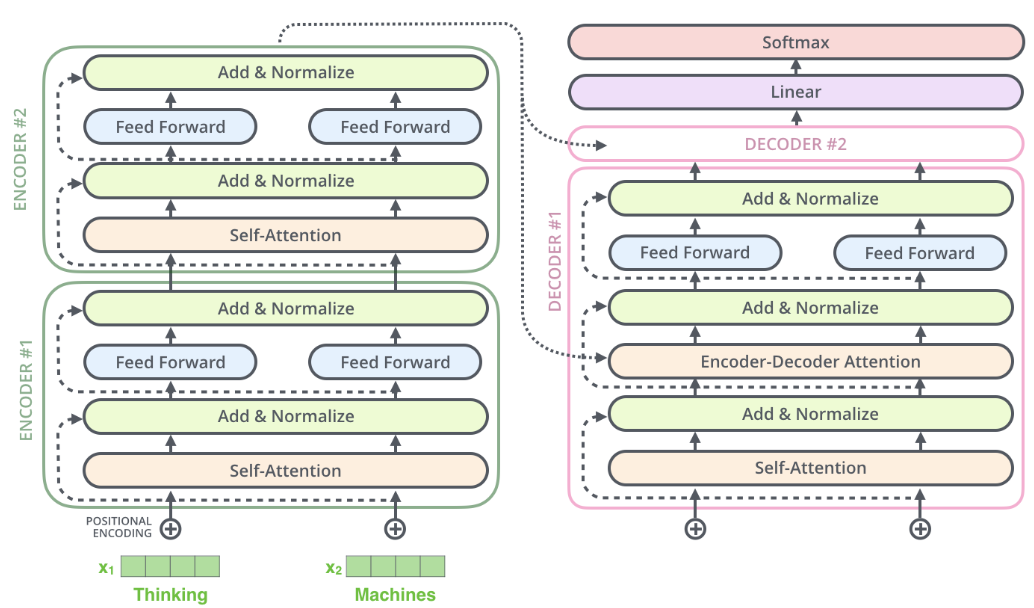 ENCODER #2
Add & Normalize
Feed Forward
Feed Forward
Add & Normalize
Self-Attention
ENCODER #1
Add & Normalize
Feed Forward
Feed Forward
Add & Normalize
Self-Attention
POSITIONAL
ENCODING
x₁
x₂
Thinking
Machines
Softmax
Linear
DECODER #2
DECODER #1
Add & Normalize
Feed Forward
Feed Forward
Add & Normalize
Encoder-Decoder Attention
Add & Normalize
Self-Attention